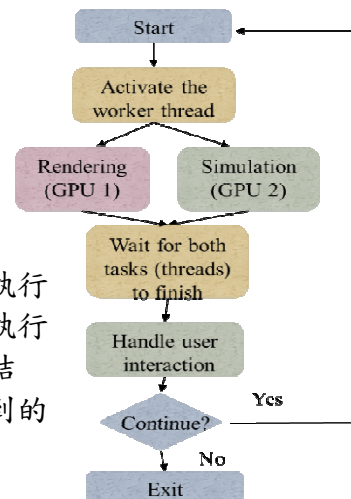 Start
Activate the
worker thread
Rendering
(GPU 1)
Simulation
(GPU 2)
Wait for both
tasks (threads)
to finish
执行
执行
结
到的
Handle user
interaction
Continue?
Yes
No
Exit